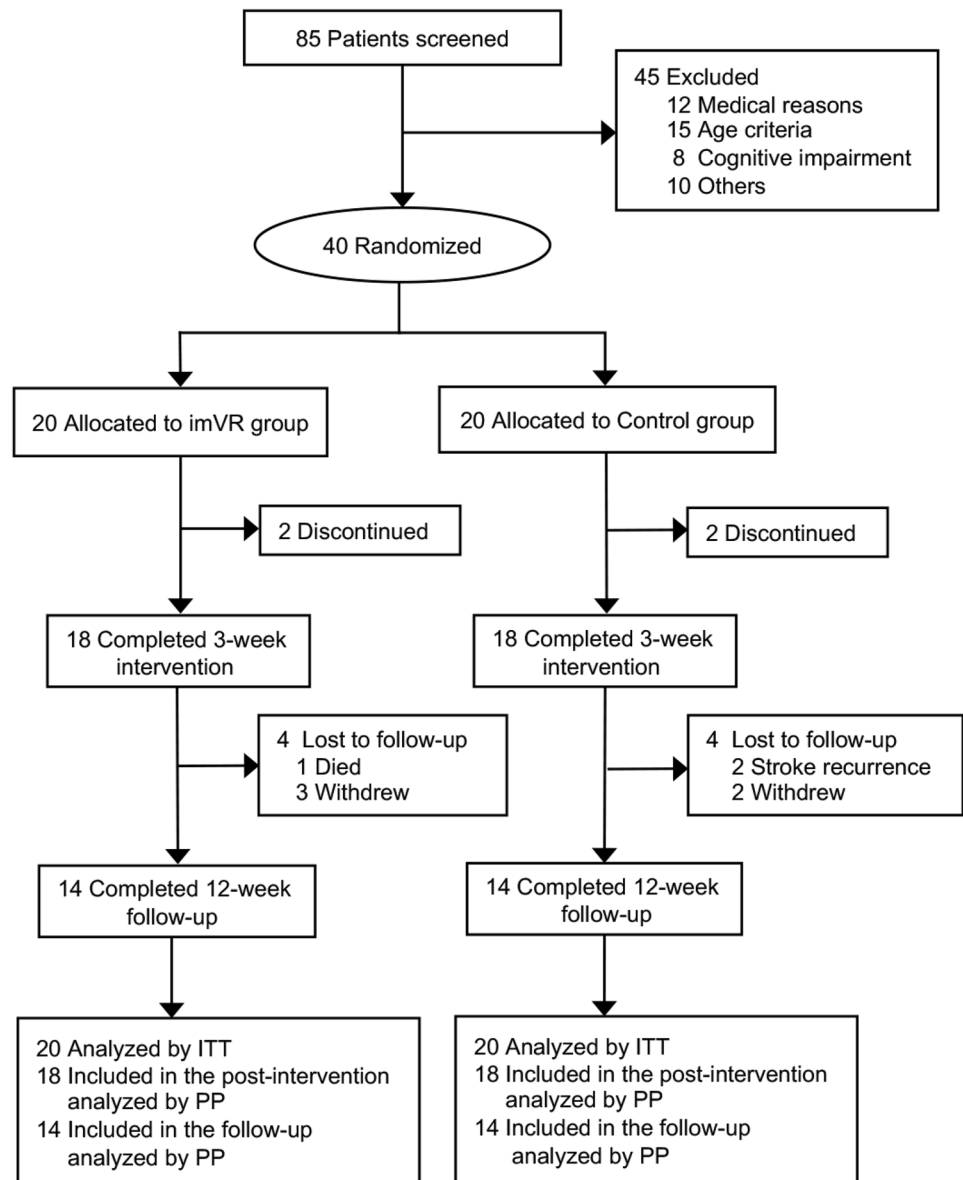 85 Patients screened
45 Excluded
12 Medical reasons
15 Age criteria
8 Cognitive impairment
10 Others
40 Randomized
20 Allocated to imVR group
20 Allocated to Control group
2 Discontinued
2 Discontinued
18 Completed 3-week
intervention
18 Completed 3-week
intervention
4 Lost to follow-up
1 Died
3 Withdrew
4 Lost to follow-up
2 Stroke recurrence
2 Withdrew
14 Completed 12-week
follow-up
14 Completed 12-week
follow-up
20 Analyzed by ITT
18 Included in the post-intervention
analyzed by PP
14 Included in the follow-up
analyzed by PP
20 Analyzed by ITT
18 Included in the post-intervention
analyzed by PP
14 Included in the follow-up
analyzed by PP